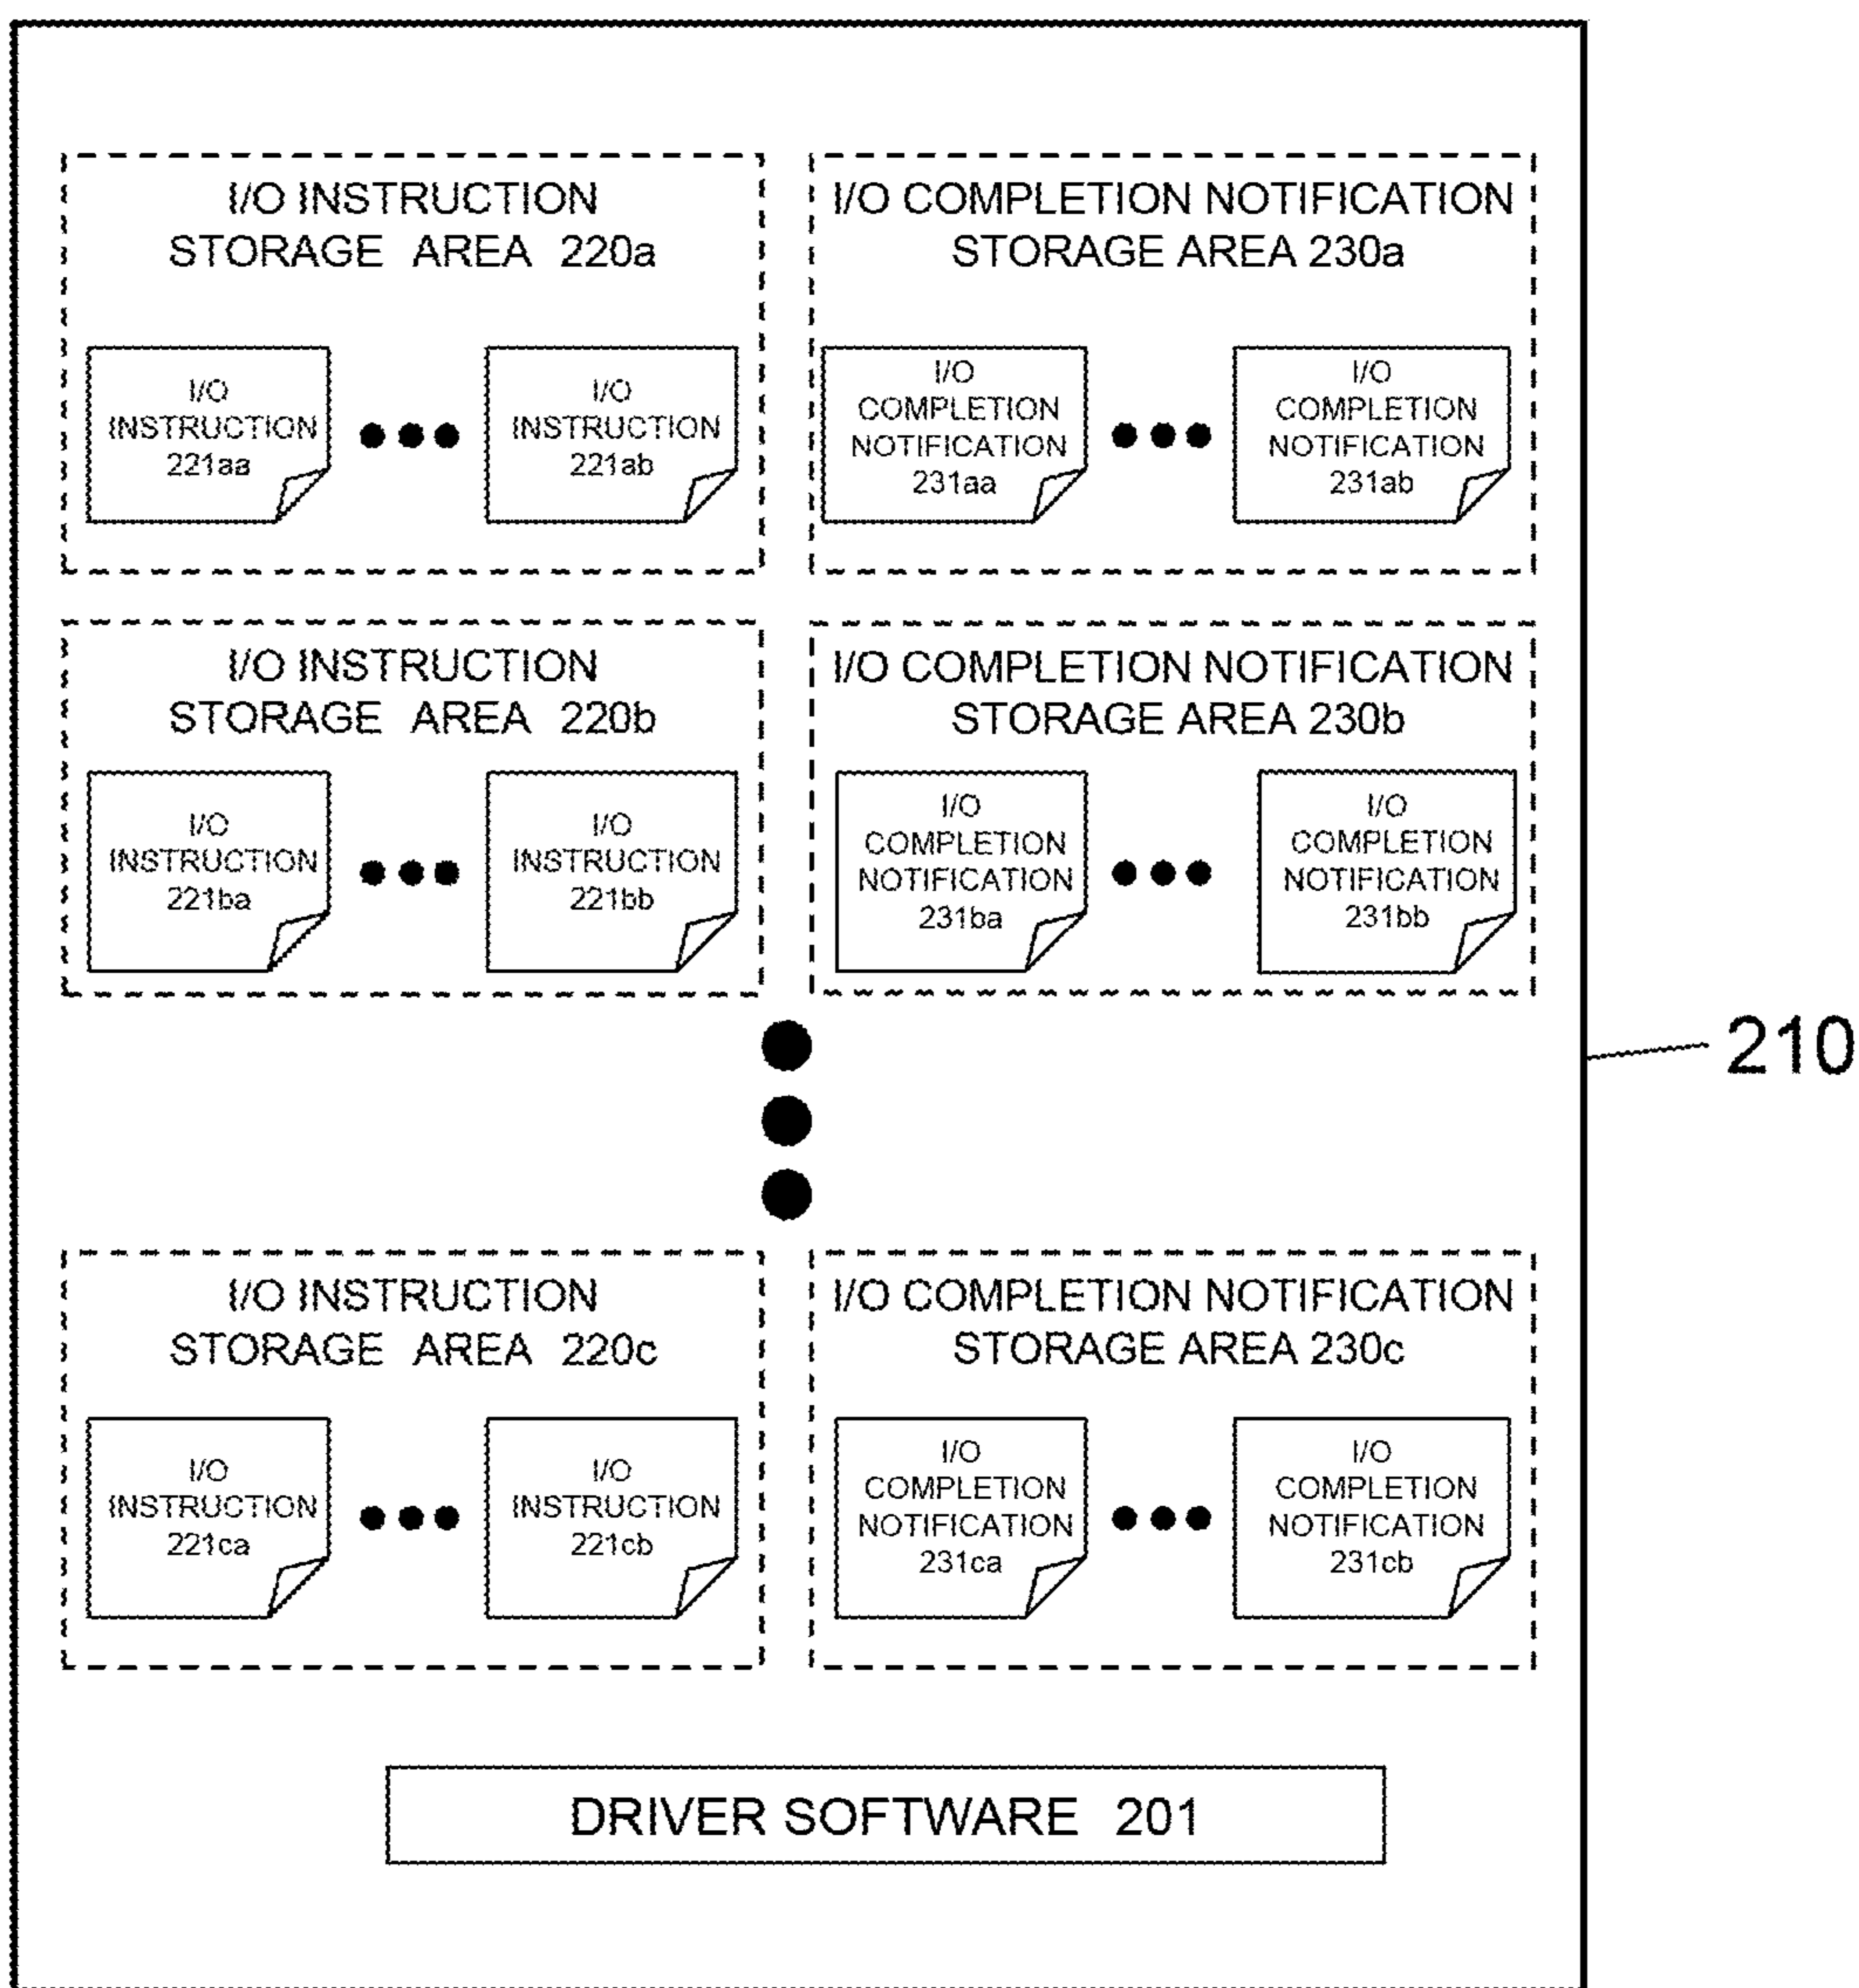 I/O INSTRUCTION
STORAGE AREA 220a
I/O
INSTRUCTION
221aa
I/O
INSTRUCTION
221ab
I/O COMPLETION NOTIFICATION
STORAGE AREA 230a
I/O
COMPLETION
NOTIFICATION
231aa
I/O
COMPLETION
NOTIFICATION
231ab
I/O INSTRUCTION
STORAGE AREA 220b
I/O
INSTRUCTION
221ba
I/O
INSTRUCTION
221bb
I/O COMPLETION NOTIFICATION
STORAGE AREA 230b
I/O
COMPLETION
NOTIFICATION
231ba
I/O
COMPLETION
NOTIFICATION
231bb
210
I/O INSTRUCTION
STORAGE AREA 220c
I/O
INSTRUCTION
221ca
I/O
INSTRUCTION
221cb
I/O COMPLETION NOTIFICATION
STORAGE AREA 230c
I/O
COMPLETION
NOTIFICATION
231ca
I/O
COMPLETION
NOTIFICATION
231cb
DRIVER SOFTWARE 201